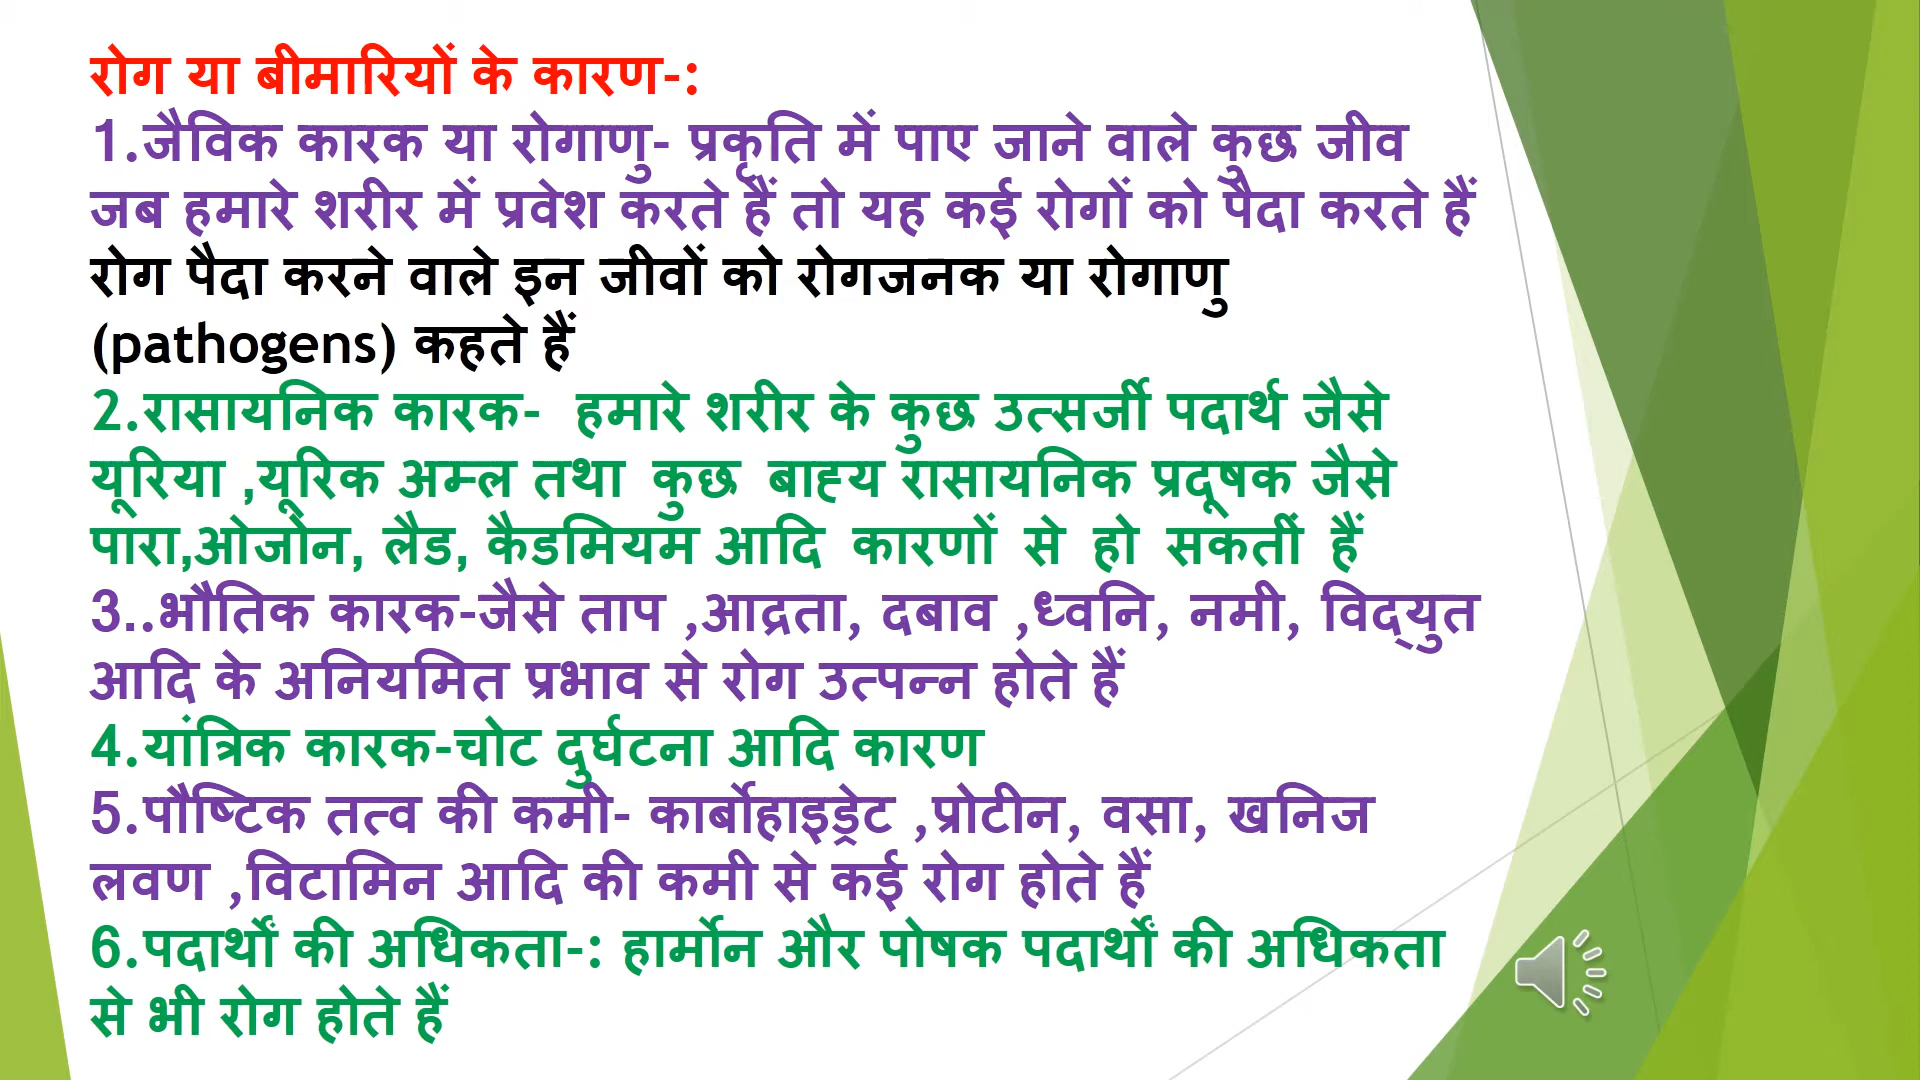 रोग या बीमारियों के कारण-:
1.जैविक कारक या रोगाणु- प्रकृति में पाए जाने वाले कुछ जीव
जब हमारे शरीर में प्रवेश करते हैं तो यह कई रोगों को पैदा करते हैं
रोग पैदा करने वाले इन जीवों को रोगजनक या रोगाणु
(pathogens) कहते हैं
2.रासायनिक कारक- हमारे शरीर के कुछ उत्सर्जी पदार्थ जैसे
यूरिया ,यूरिक अम्ल तथा कुछ बाह्य रासायनिक प्रदूषक जैसे
पारा,ओजोन, लैड, कैडमियम आदि कारणों से हो सकतीं हैं
3..भौतिक कारक-जैसे ताप ,आद्रता, दबाव ,ध्वनि, नमी, विद्युत
आदि के अनियमित प्रभाव से रोग उत्पन्न होते हैं
4.यांत्रिक कारक-चोट दुर्घटना आदि कारण
5.पौष्टिक तत्व की कमी- कार्बोहाइड्रेट ,प्रोटीन, वसा, खनिज
लवण ,विटामिन आदि की कमी से कई रोग होते हैं
6.पदार्थों की अधिकता-: हार्मोन और पोषक पदार्थों की अधिकता
से भी रोग होते हैं